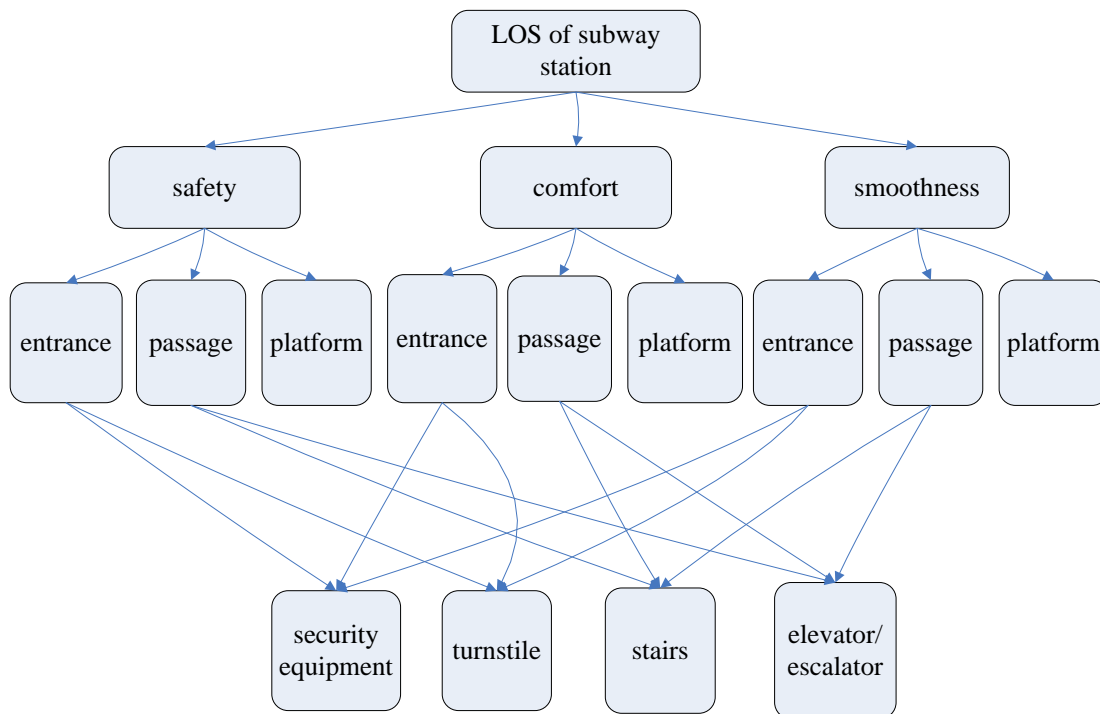 LOS of subway
station
safety
comfort
smoothness
entrance
passage
platform
entrance
passage
platform
entrance
passage
platform
security
equipment
turnstile
stairs
elevator/
escalator